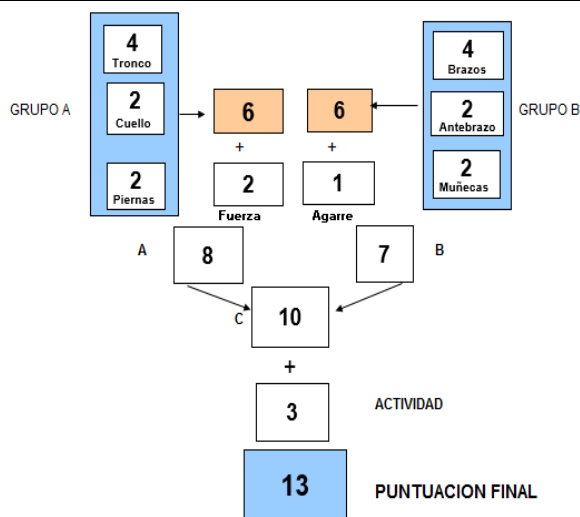 4
Tronco
GRUPO A
2
Cuello
2
Piernas
6
+
2
Fuerza
6
+
1
Agarre
4
Brazos
2
Antebrazo
GRUPO B
2
Muñecas
A
8
7
B
C
10
+
3
ACTIVIDAD
13
PUNTUACION FINAL